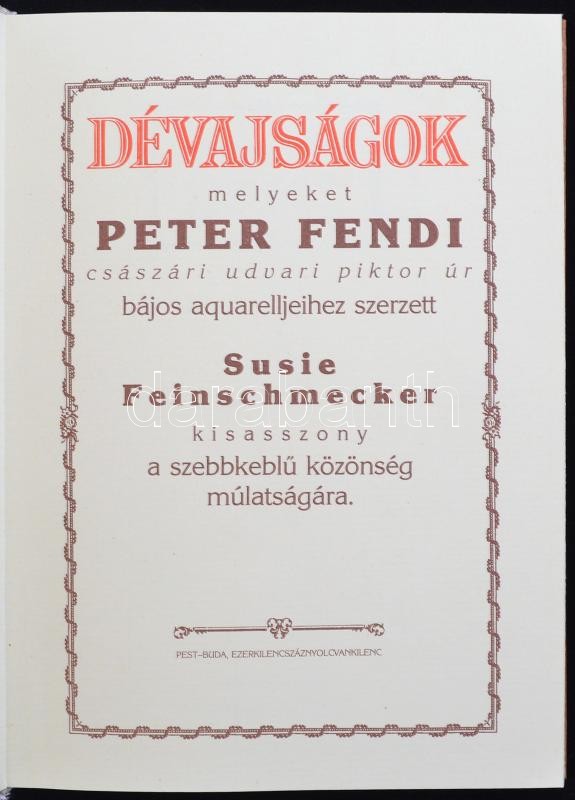 DÉVAJSÁGOK
melyeket
PETER FENDI
császári udvari piktor úr
bájos aquarelljeihez szerzett
Susie
Feinschmecker
darabanth
kisasszony
a szebbkeblű közönség
múlatságára.
PEST–BUDA, EZERKILENCSZÁZNYOLCVANKILENC